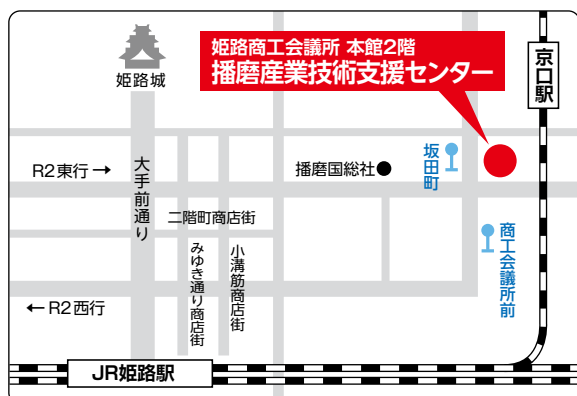 姫路商工会議所 本館2階
播磨産業技術支援センター
京口駅
姫路城
坂田町
播磨国総社
R2東行→
大手前通り
二階町商店街
みゆき通り商店街
小溝筋商店街
商工会議所前
←R2西行
JR姫路駅